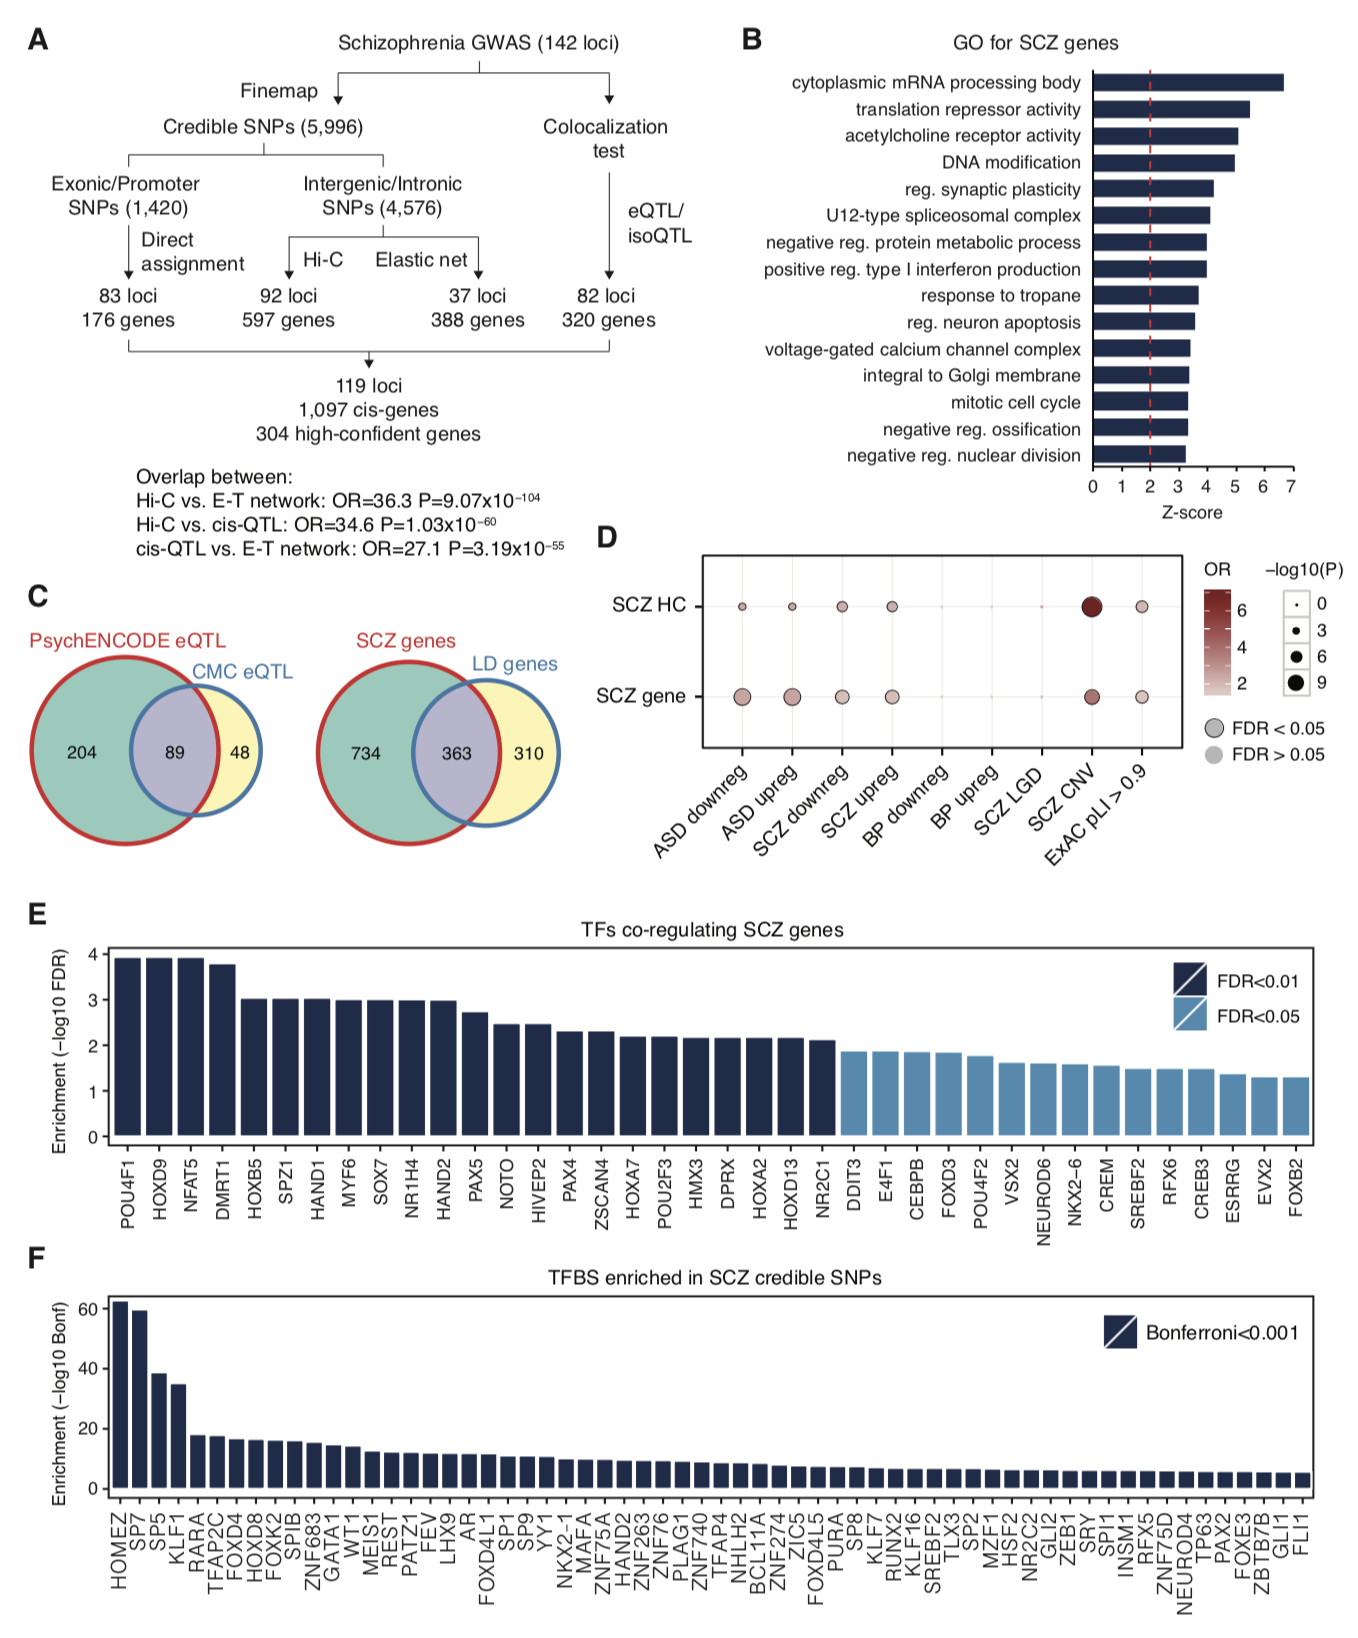 A
Schizophrenia GWAS (142 loci)
Finemap
Credible SNPs (5,996)
Colocalization
test
Exonic/Promoter
SNPs (1,420)
Intergenic/Intronic
SNPs (4,576)
eQTL/
isoQTL
Direct
assignment
Hi-C
Elastic net
83 loci
176 genes
92 loci
597 genes
37 loci
388 genes
82 loci
320 genes
119 loci
1,097 cis-genes
304 high-confident genes
Overlap between:
Hi-C vs. E-T network: OR=36.3 P=9.07x10⁻¹⁰⁴
Hi-C vs. cis-QTL: OR=34.6 P=1.03x10⁻⁶⁰
cis-QTL vs. E-T network: OR=27.1 P=3.19x10⁻⁵⁵
B
GO for SCZ genes
cytoplasmic mRNA processing body
translation repressor activity
acetylcholine receptor activity
DNA modification
reg. synaptic plasticity
U12-type spliceosomal complex
negative reg. protein metabolic process
positive reg. type I interferon production
response to tropane
reg. neuron apoptosis
voltage-gated calcium channel complex
integral to Golgi membrane
mitotic cell cycle
negative reg. ossification
negative reg. nuclear division
0 1 2 3 4 5 6 7
Z-score
C
PsychENCODE eQTL
CMC eQTL
204
89
48
SCZ genes
LD genes
734
363
310
D
SCZ HC
SCZ gene
ASD downreg
ASD upreg
SCZ downreg
SCZ upreg
BP downreg
BP upreg
SCZ LGD
SCZ CNV
ExAC pLI > 0.9
OR
6
4
2
−log10(P)
0
3
6
9
FDR < 0.05
FDR > 0.05
E
TFs co-regulating SCZ genes
Enrichment (−log10 FDR)
4
3
2
1
0
FDR<0.01
FDR<0.05
POU4F1
HOXD9
NFAT5
DMRT1
HOXB5
SPZ1
HAND1
MYF6
SOX7
NR1H4
HAND2
PAX5
NOTO
HIVEP2
PAX4
ZSCAN4
HOXA7
POU2F3
HMX3
DPRX
HOXA2
HOXD13
NR2C1
DDIT3
E4F1
CEBPB
FOXD3
POU4F2
VSX2
NEUROD6
NKX2−6
CREM
SREBF2
RFX6
CREB3
ESRRG
EVX2
FOXB2
F
TFBS enriched in SCZ credible SNPs
Enrichment (−log10 Bonf)
60
40
20
0
Bonferroni<0.001
HOMEZ
SP7
SP5
KLF1
RARA
TFAP2C
FOXD4
HOXD8
FOXK2
SPIB
ZNF683
GATA1
WT1
MEIS1
REST
PATZ1
FEV
LHX9
AR
FOXD4L1
SP1
SP9
YY1
NKX2−1
MAFA
ZNF75A
HAND2
ZNF263
ZNF76
PLAG1
ZNF740
TFAP4
NHLH2
BCL11A
ZNF274
ZIC5
FOXD4L5
PURA
SP8
KLF7
RUNX2
KLF16
SREBF2
TLX3
SP2
MZF1
HSF2
NR2C2
GLI2
ZEB1
SRY
SPI1
INSM1
RFX5
ZNF75D
NEUROD4
TP63
PAX2
FOXE3
ZBTB7B
GLI1
FLI1